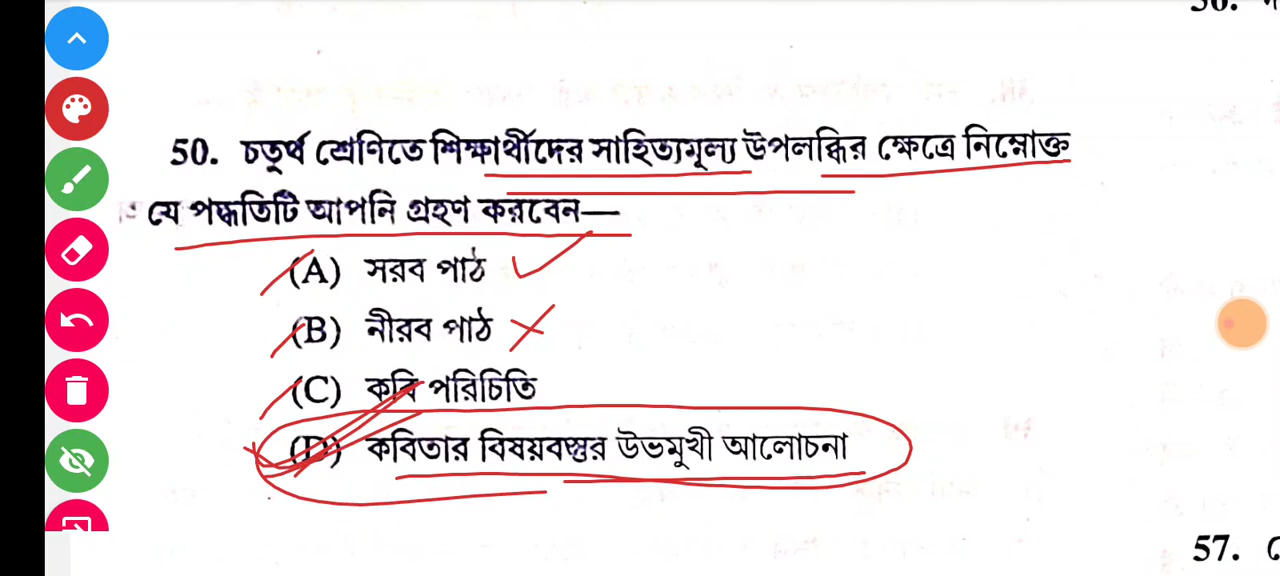 50. চতুর্থ শ্রেণিতে শিক্ষার্থীদের সাহিত্যমূল্য উপলব্ধির ক্ষেত্রে নিম্নোক্ত
যে পদ্ধতিটি আপনি গ্রহণ করবেন—
(A) সরব পাঠ
(B) নীরব পাঠ
(C) কবি পরিচিতি
(D) কবিতার বিষয়বস্তুর উভমুখী আলোচনা
57.